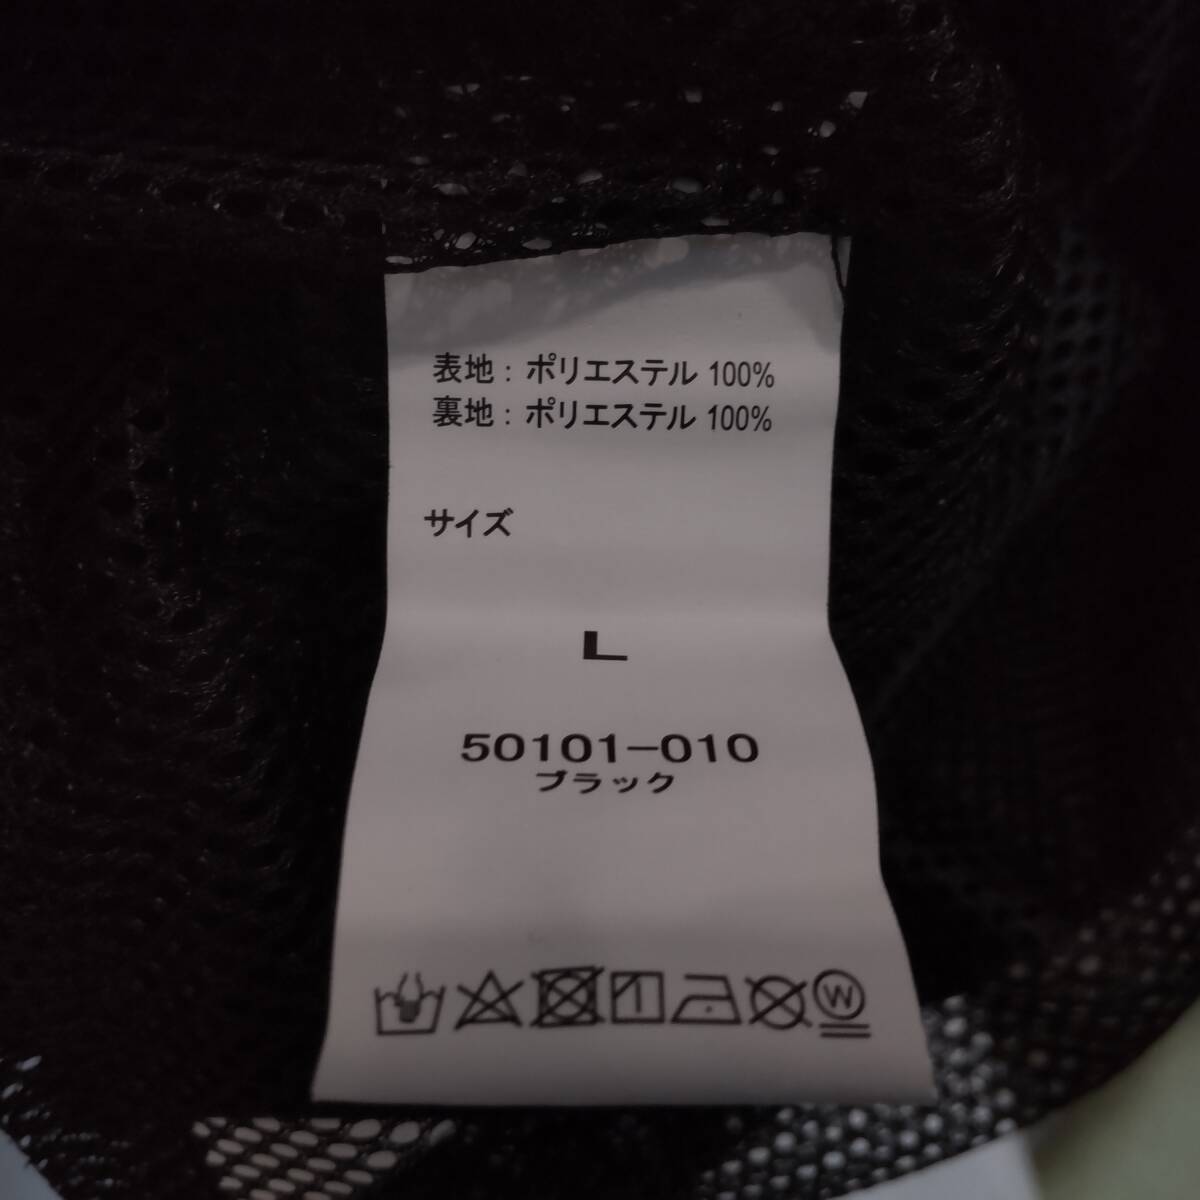 表地：ポリエステル 100%
裏地：ポリエステル 100%
サイズ
L
50101-010
ブラック
W